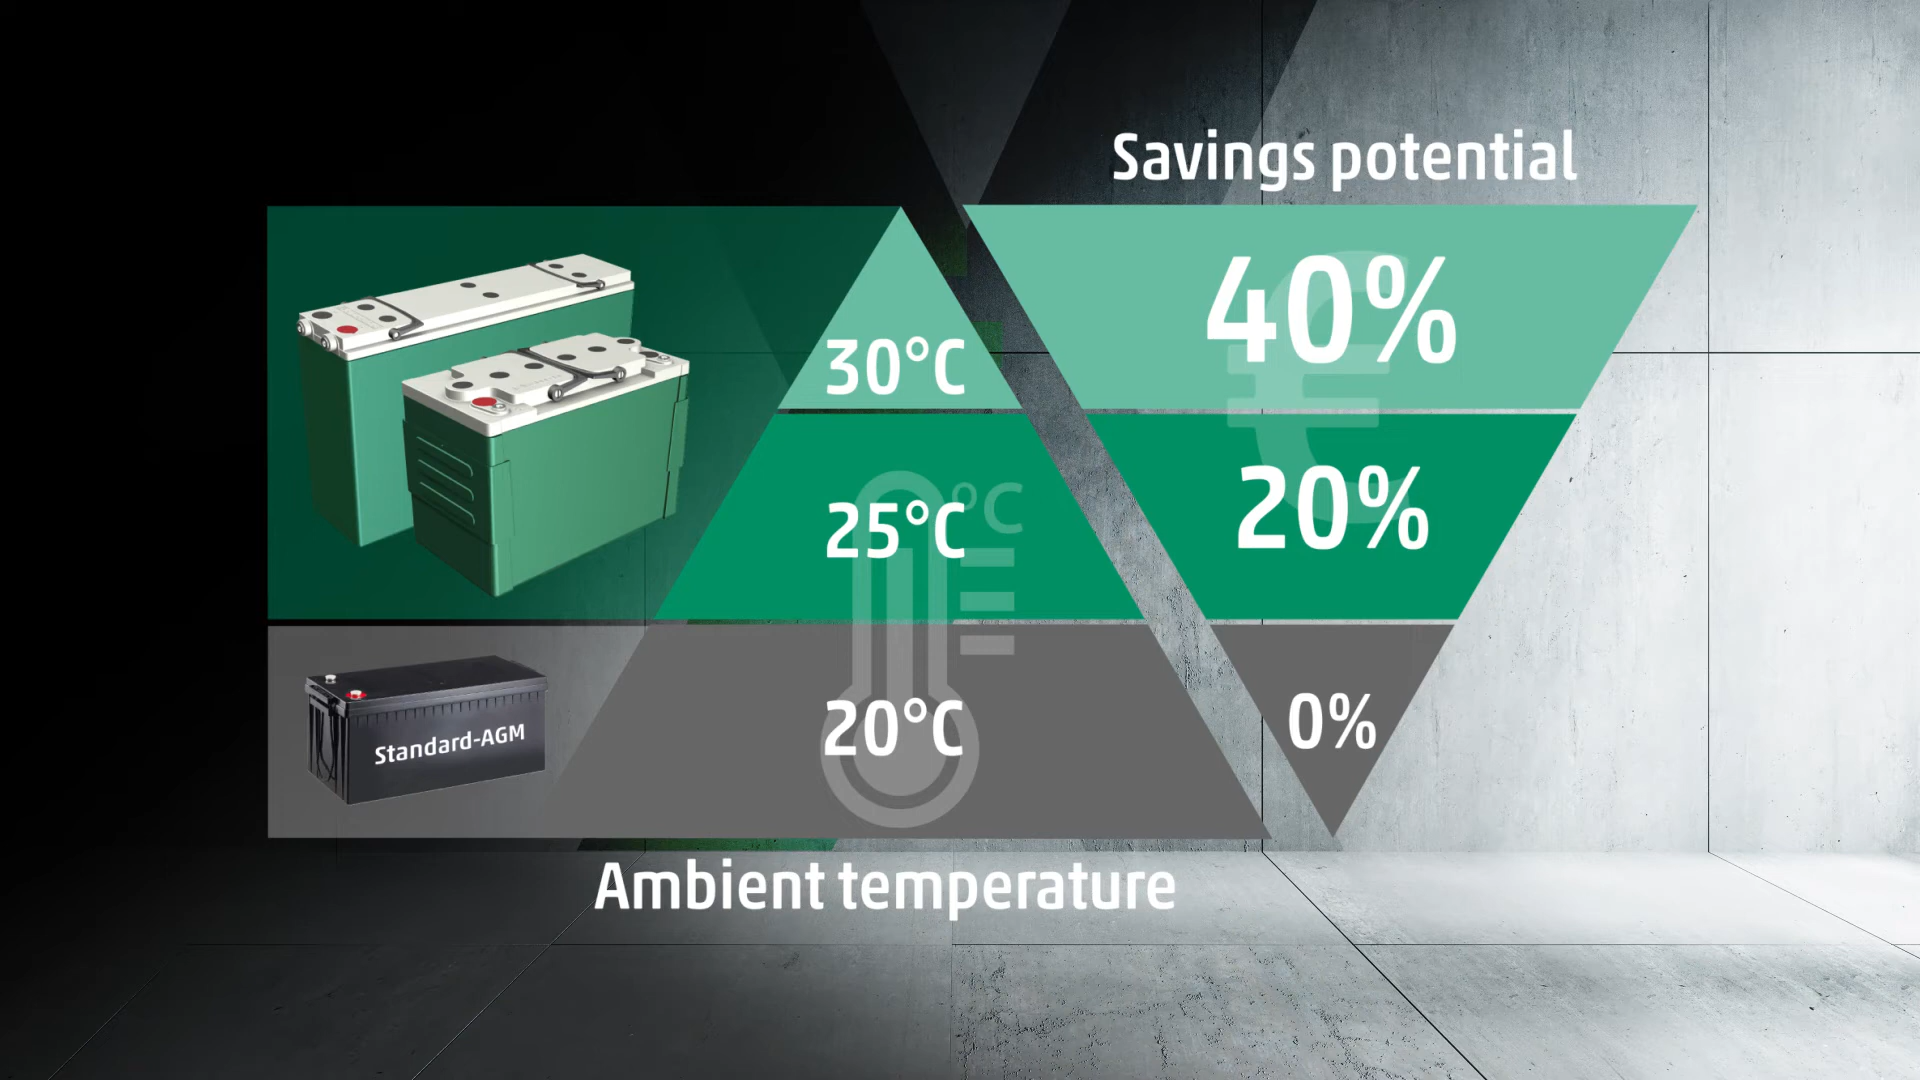 Savings potential
30°C
40%
°C
25°C
20%
Standard-AGM
20°C
0%
Ambient temperature